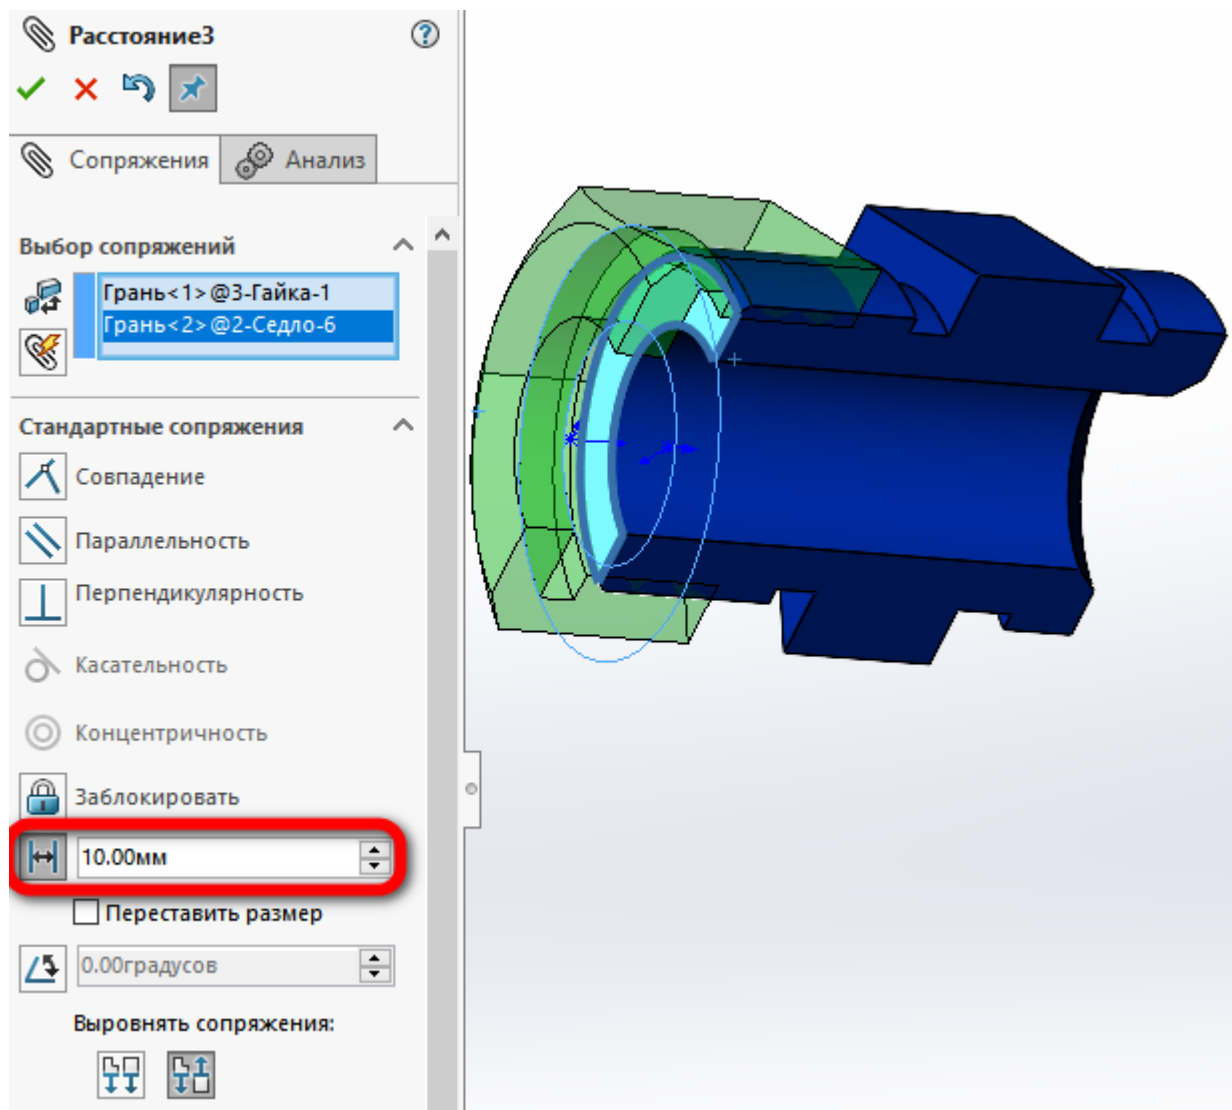 Расстояние3
?
Сопряжения
Анализ
Выбор сопряжений
Грань<1>@3-Гайка-1
Грань<2>@2-Седло-6
Стандартные сопряжения
Совпадение
Параллельность
Перпендикулярность
Касательность
Концентричность
Заблокировать
10.00мм
Переставить размер
0.00градусов
Выровнять сопряжения: